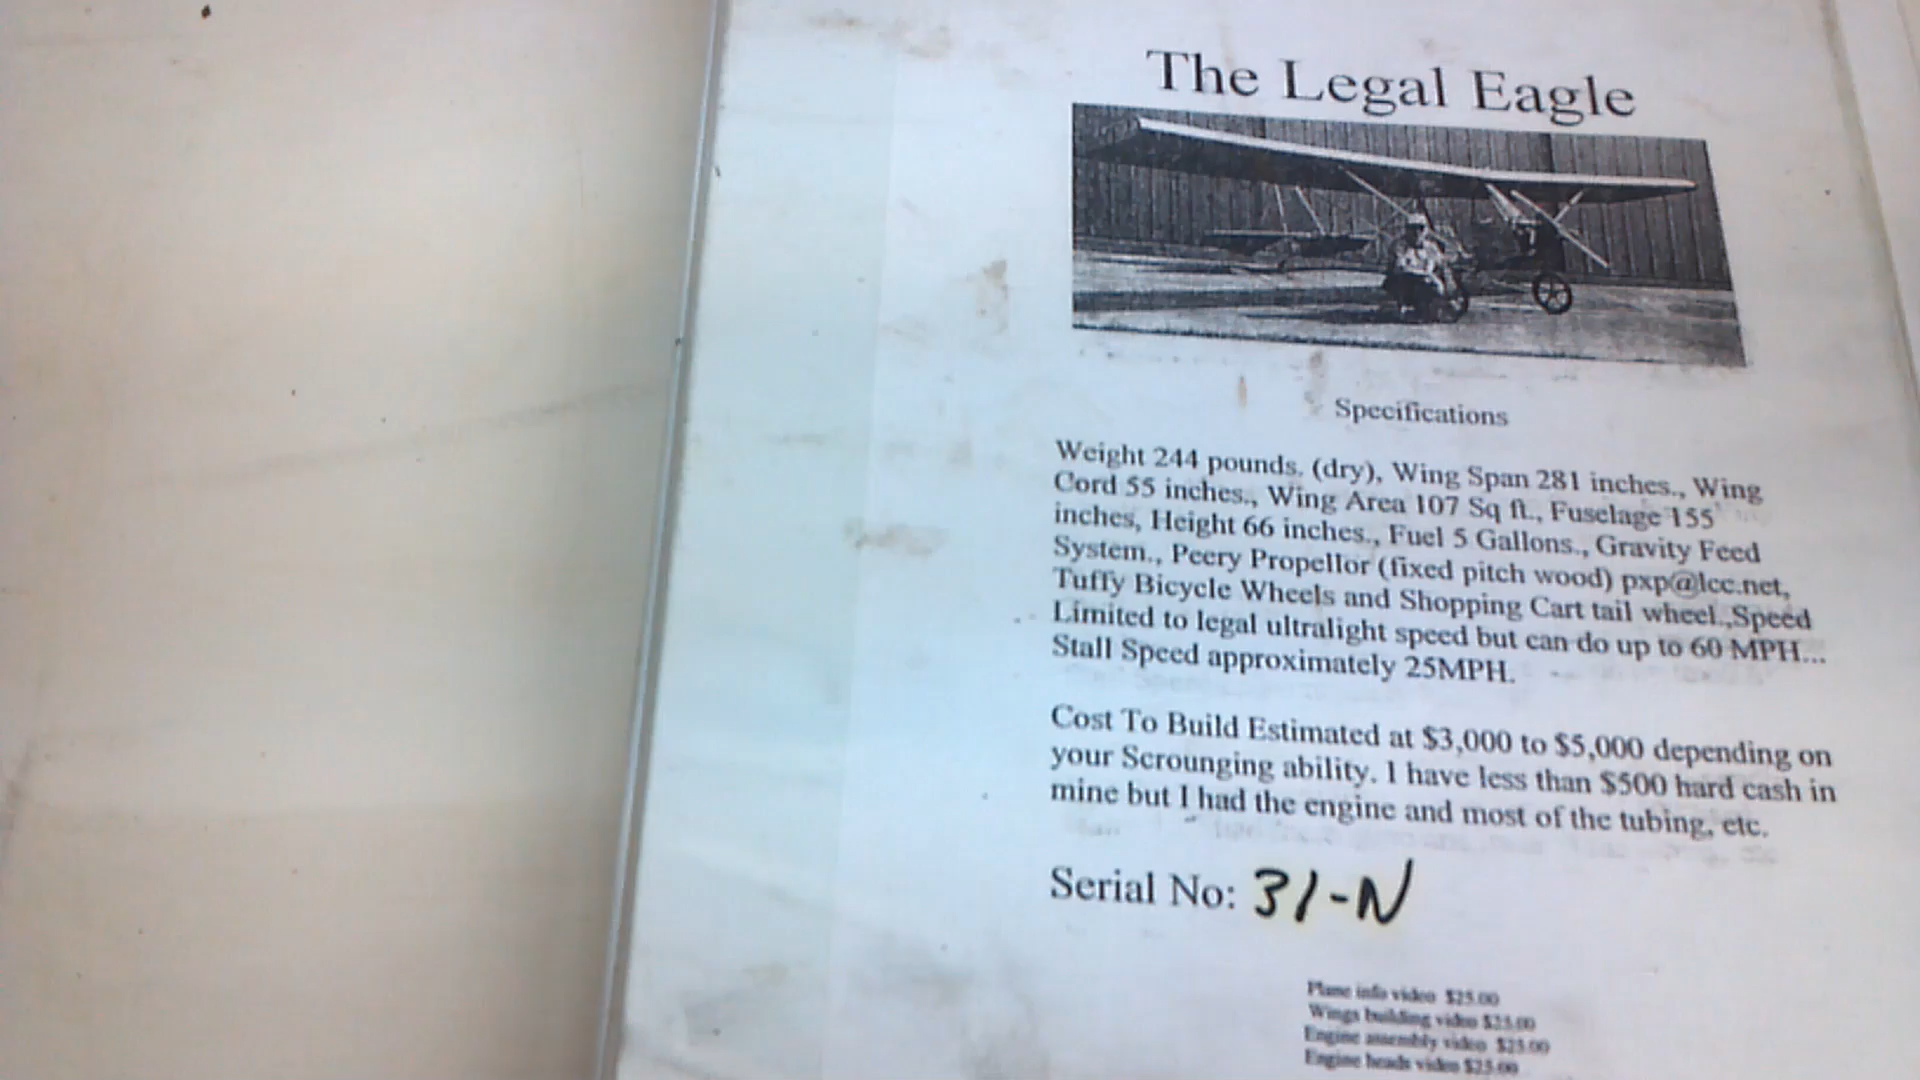 The Legal Eagle
Specifications
Weight 244 pounds. (dry), Wing Span 281 inches., Wing
Cord 55 inches., Wing Area 107 Sq ft., Fuselage 155
inches, Height 66 inches., Fuel 5 Gallons., Gravity Feed
System., Peery Propellor (fixed pitch wood) pxp@lcc.net,
Tuffy Bicycle Wheels and Shopping Cart tail wheel.,Speed
Limited to legal ultralight speed but can do up to 60 MPH...
Stall Speed approximately 25MPH.
Cost To Build Estimated at $3,000 to $5,000 depending on
your Scrounging ability. I have less than $500 hard cash in
mine but I had the engine and most of the tubing, etc.
Serial No: 31-N
Plane info video $25.00
Wings building video $25.00
Engine assembly video $25.00
Engine heads video $25.00